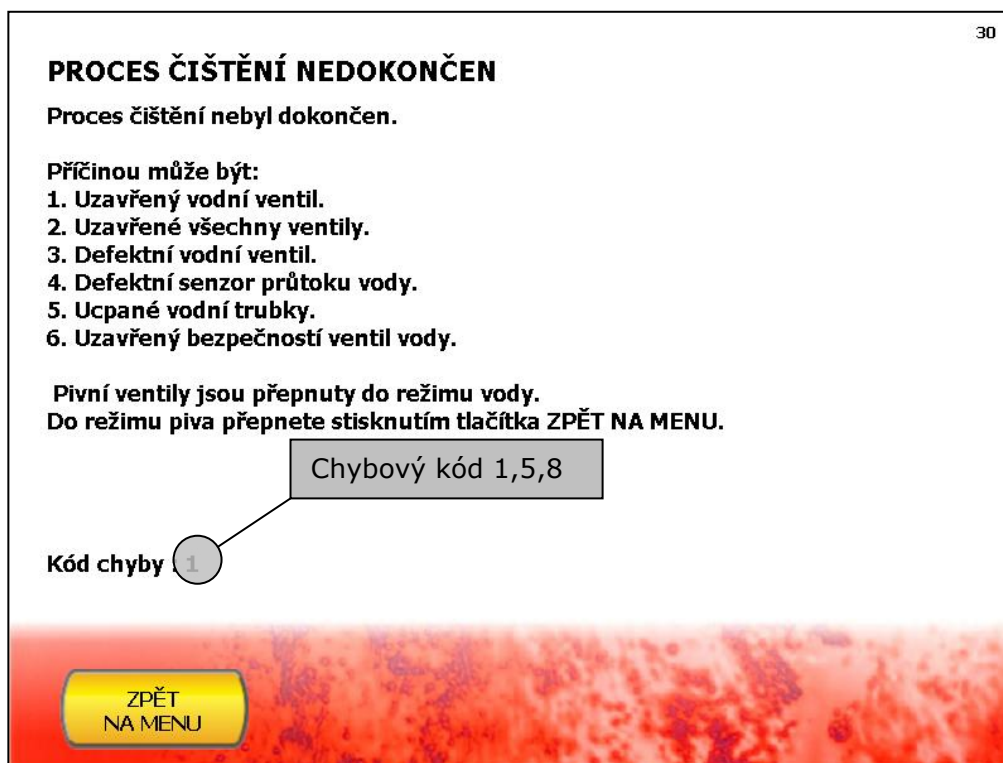 30
PROCES ČIŠTĚNÍ NEDOKONČEN
Proces čištění nebyl dokončen.
Příčinou může být:
1. Uzavřený vodní ventil.
2. Uzavřené všechny ventily.
3. Defektní vodní ventil.
4. Defektní senzor průtoku vody.
5. Ucpané vodní trubky.
6. Uzavřený bezpečností ventil vody.
Pivní ventily jsou přepnuty do režimu vody.
Do režimu piva přepnete stisknutím tlačítka ZPĚT NA MENU.
Chybový kód 1,5,8
Kód chyby : 1
ZPĚT
NA MENU